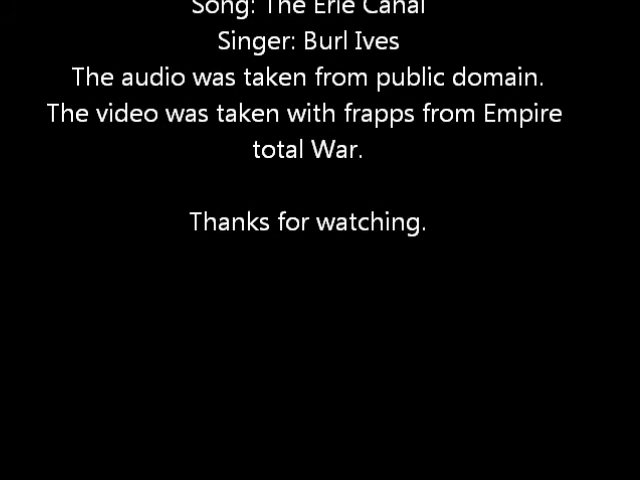 Song: The Erie Canal
Singer: Burl Ives
The audio was taken from public domain.
The video was taken with frapps from Empire
total War.
Thanks for watching.